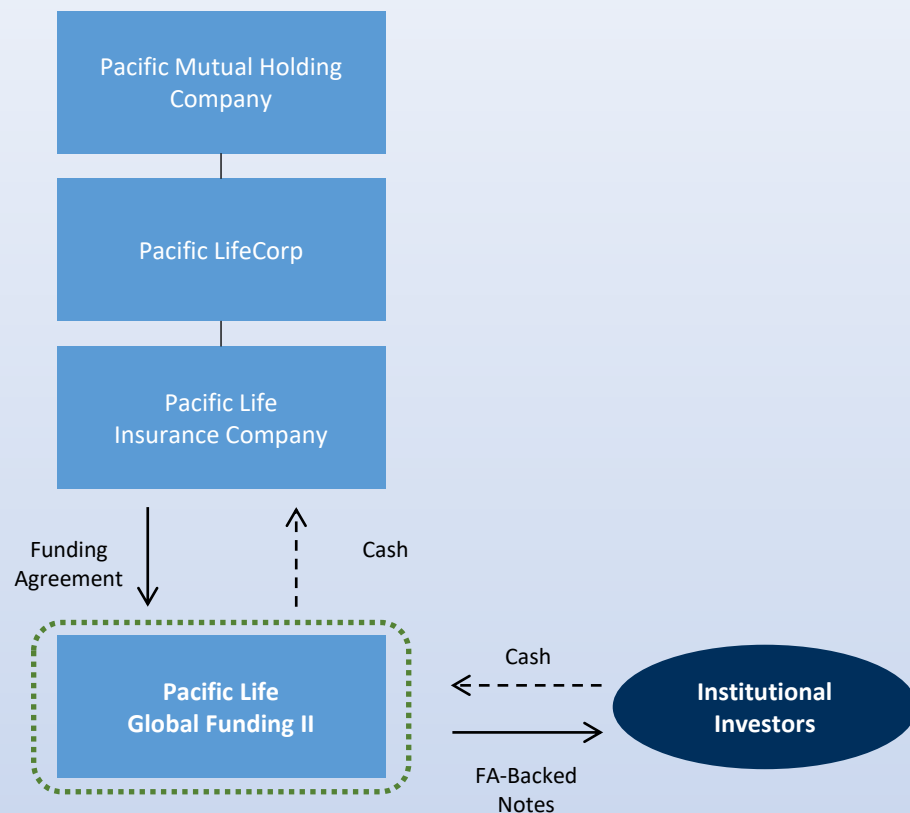 Pacific Mutual Holding
Company
Pacific LifeCorp
Pacific Life
Insurance Company
Funding
Agreement
Cash
Pacific Life
Global Funding II
Cash
FA-Backed
Notes
Institutional
Investors